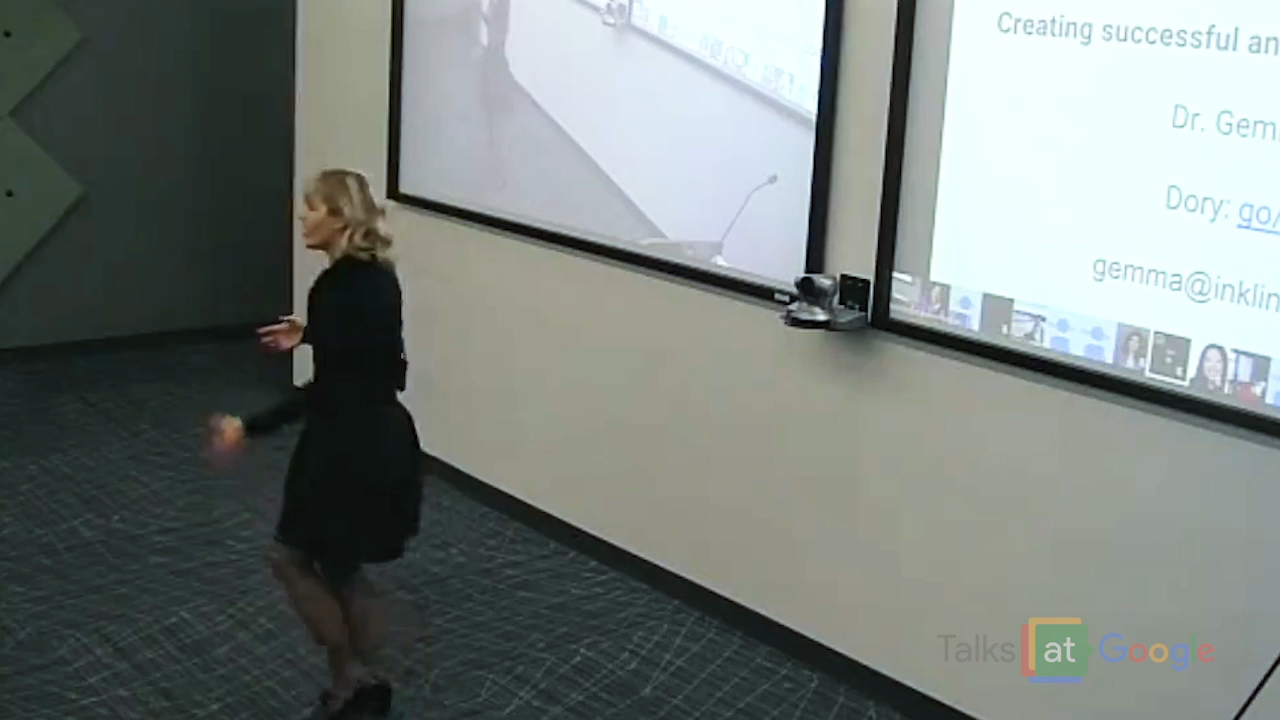 Creating successful an
Dr. Gem
Dory: go/
gemma@inklin
Talks at Google